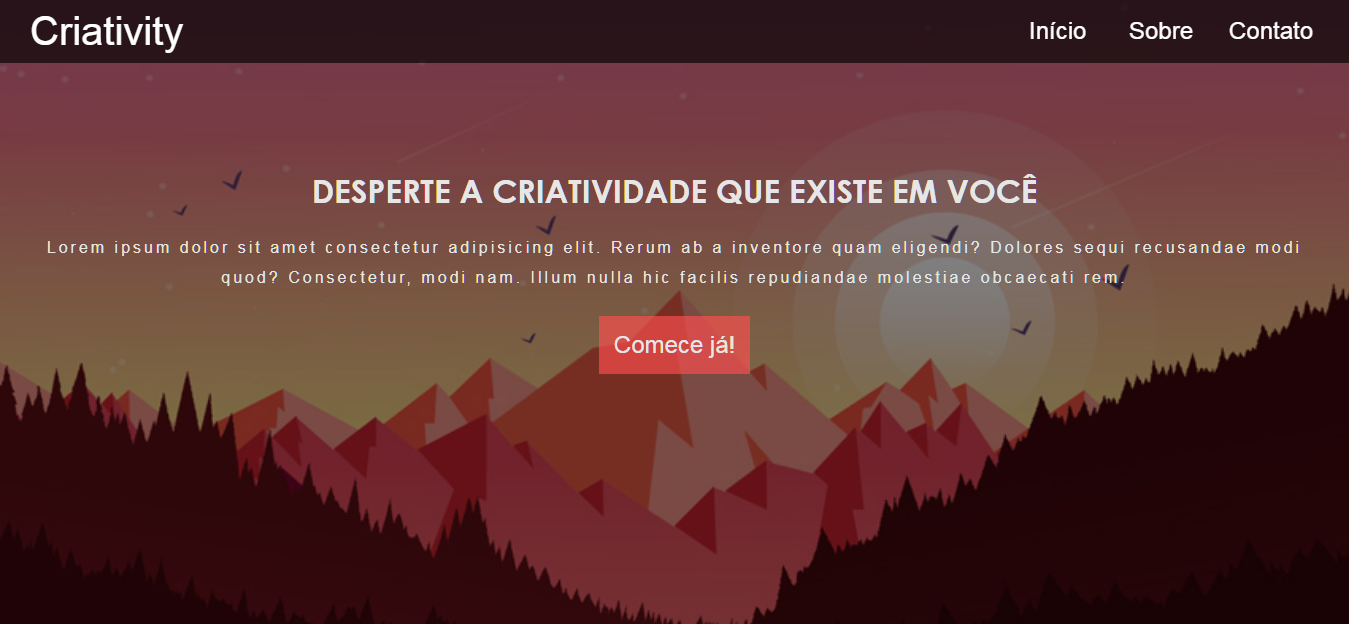 Criativity
Início Sobre Contato
DESPERTE A CRIATIVIDADE QUE EXISTE EM VOCÊ
Lorem ipsum dolor sit amet consectetur adipisicing elit. Rerum ab a inventore quam eligendi? Dolores sequi recusandae modi
quod? Consectetur, modi nam. Illum nulla hic facilis repudiandae molestiae obcaecati rem.
Comece já!